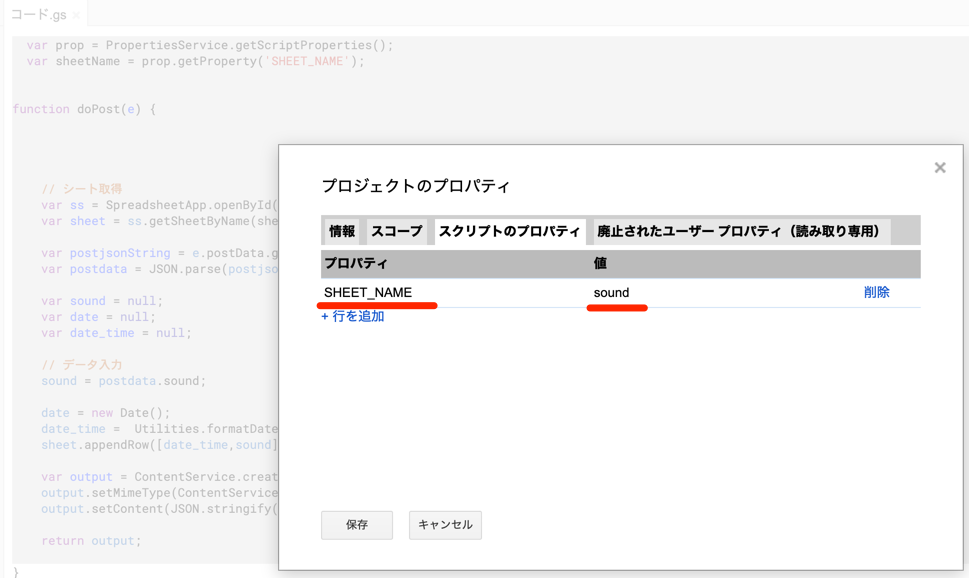 コード.gs ×
var prop = PropertiesService.getScriptProperties();
var sheetName = prop.getProperty('SHEET_NAME');
function doPost(e) {
// シート取得
var ss = SpreadsheetApp.openById(
var sheet = ss.getSheetByName(she
var postjsonString = e.postData.g
var postdata = JSON.parse(postjso
var sound = null;
var date = null;
var date_time = null;
// データ入力
sound = postdata.sound;
date = new Date();
date_time =  Utilities.formatDate
sheet.appendRow([date_time,sound]
var output = ContentService.creat
output.setMimeType(ContentService
output.setContent(JSON.stringify(
return output;
}
×
プロジェクトのプロパティ
情報 スコープ スクリプトのプロパティ 廃止されたユーザー プロパティ（読み取り専用）
プロパティ 値
SHEET_NAME sound 削除
+ 行を追加
保存 キャンセル